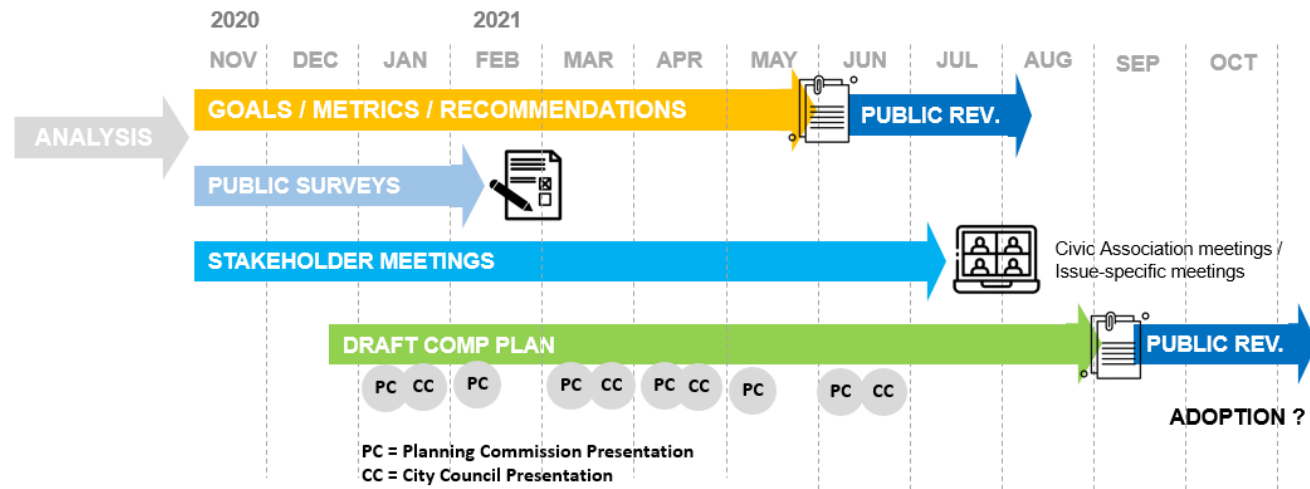 2020 2021
NOV DEC JAN FEB MAR APR MAY JUN JUL AUG SEP OCT
GOALS / METRICS / RECOMMENDATIONS
PUBLIC REV.
ANALYSIS
PUBLIC SURVEYS
STAKEHOLDER MEETINGS
Civic Association meetings /
Issue-specific meetings
DRAFT COMP PLAN
PUBLIC REV.
PC CC PC PC CC PC CC PC PC CC
ADOPTION ?
PC = Planning Commission Presentation
CC = City Council Presentation